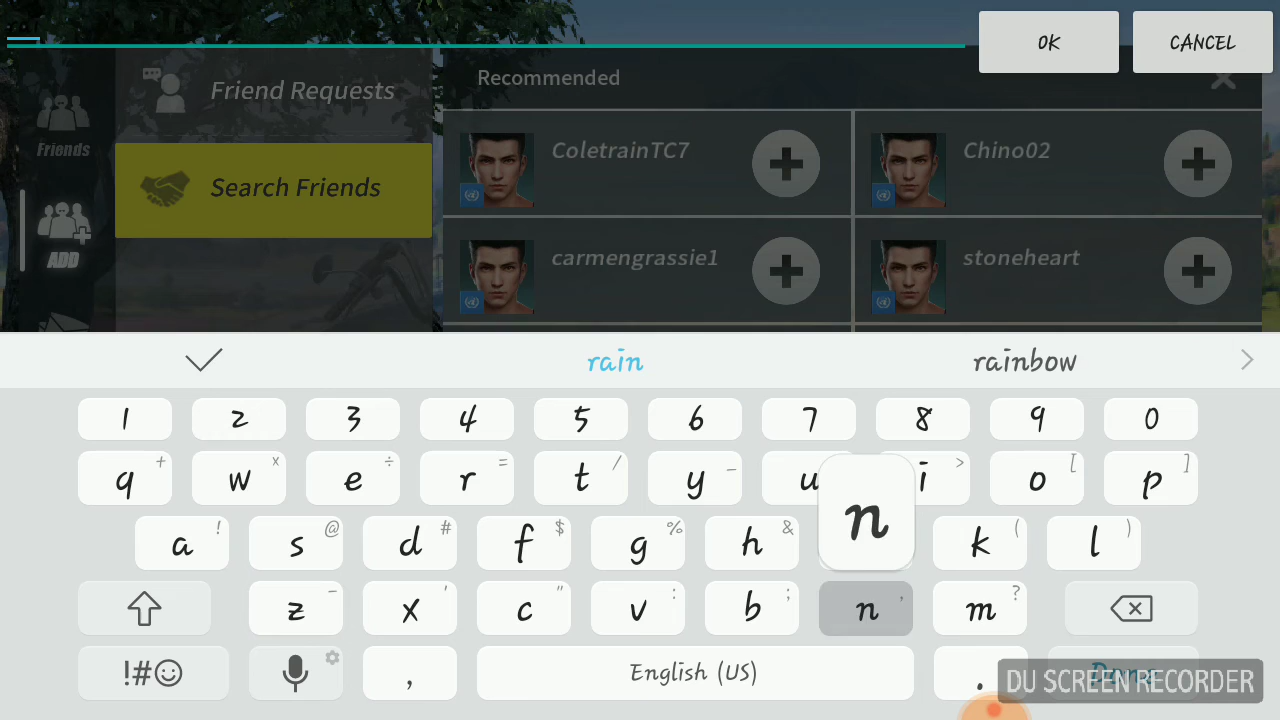 OK CANCEL
Friend Requests
Recommended
Friends
ColetrainTC7
Chino02
Search Friends
ADD
carmengrassie1
stoneheart
rain rainbow
1 2 3 4 5 6 7 8 9 0
q + w x e ÷ r = t / y _ u i > o [ p ]
a ! s @ d # f $ g % h & k ( l )
n
z - x ' c " v : b ; n , m ?
!#☺ , English (US) . Done
DU SCREEN RECORDER